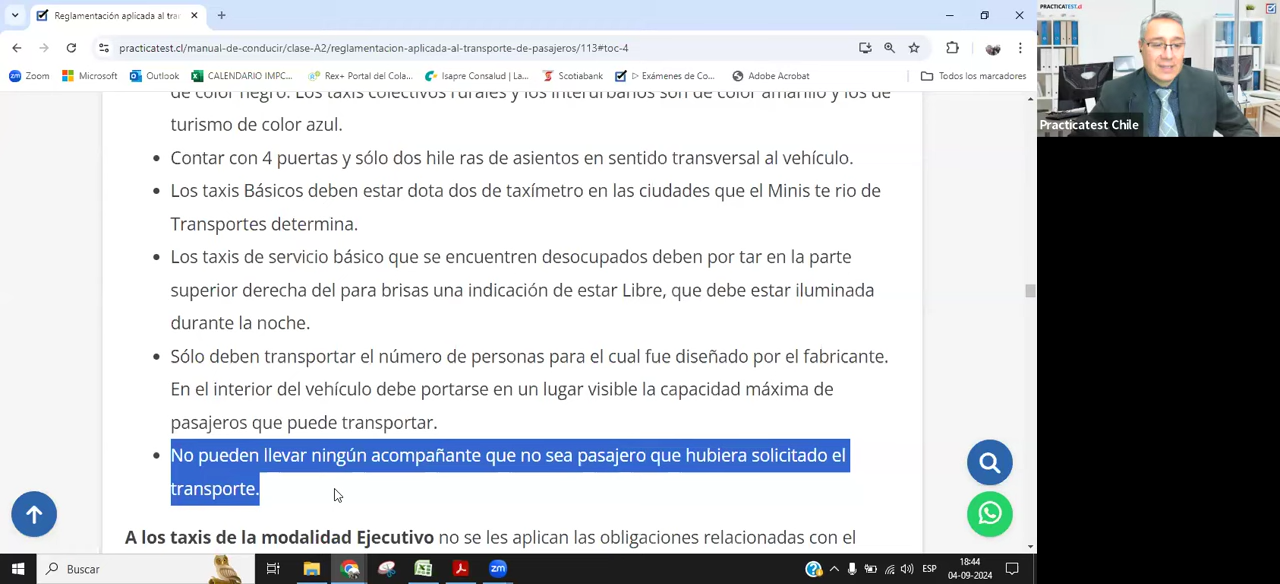 Reglamentación aplicada al tra
practicatest.cl/manual-de-conducir/clase-A2/reglamentacion-aplicada-al-transporte-de-pasajeros/113#toc-4
Zoom
Microsoft
Outlook
CALENDARIO IMPC...
Rex+ Portal del Cola...
Isapre Consalud | La...
Scotiabank
▷ Exámenes de Co...
Adobe Acrobat
Todos los marcadores
PRACTICATEST.cl
Practicatest Chile
de color negro. Los taxis colectivos rurales y los interurbanos son de color amarillo y los de
turismo de color azul.
• Contar con 4 puertas y sólo dos hile ras de asientos en sentido transversal al vehículo.
• Los taxis Básicos deben estar dota dos de taxímetro en las ciudades que el Minis te rio de
Transportes determina.
• Los taxis de servicio básico que se encuentren desocupados deben por tar en la parte
superior derecha del para brisas una indicación de estar Libre, que debe estar iluminada
durante la noche.
• Sólo deben transportar el número de personas para el cual fue diseñado por el fabricante.
En el interior del vehículo debe portarse en un lugar visible la capacidad máxima de
pasajeros que puede transportar.
• No pueden llevar ningún acompañante que no sea pasajero que hubiera solicitado el
transporte.
A los taxis de la modalidad Ejecutivo no se les aplican las obligaciones relacionadas con el
Buscar
ESP
18:44
04-09-2024